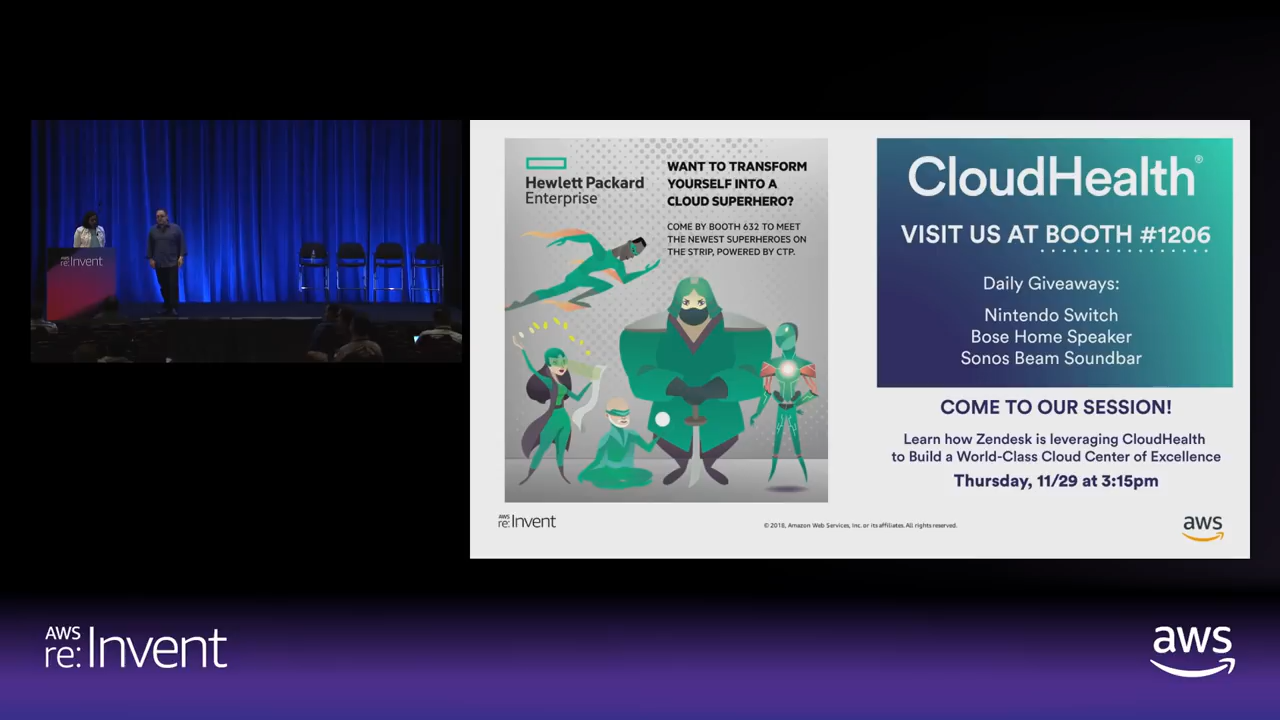 AWS
re:Invent
Hewlett Packard
Enterprise
WANT TO TRANSFORM
YOURSELF INTO A
CLOUD SUPERHERO?
COME BY BOOTH 632 TO MEET
THE NEWEST SUPERHEROES ON
THE STRIP, POWERED BY CTP.
CloudHealth®
VISIT US AT BOOTH #1206
Daily Giveaways:
Nintendo Switch
Bose Home Speaker
Sonos Beam Soundbar
COME TO OUR SESSION!
Learn how Zendesk is leveraging CloudHealth
to Build a World-Class Cloud Center of Excellence
Thursday, 11/29 at 3:15pm
AWS
re:Invent
© 2018, Amazon Web Services, Inc. or its affiliates. All rights reserved.
aws
AWS
re:Invent
aws